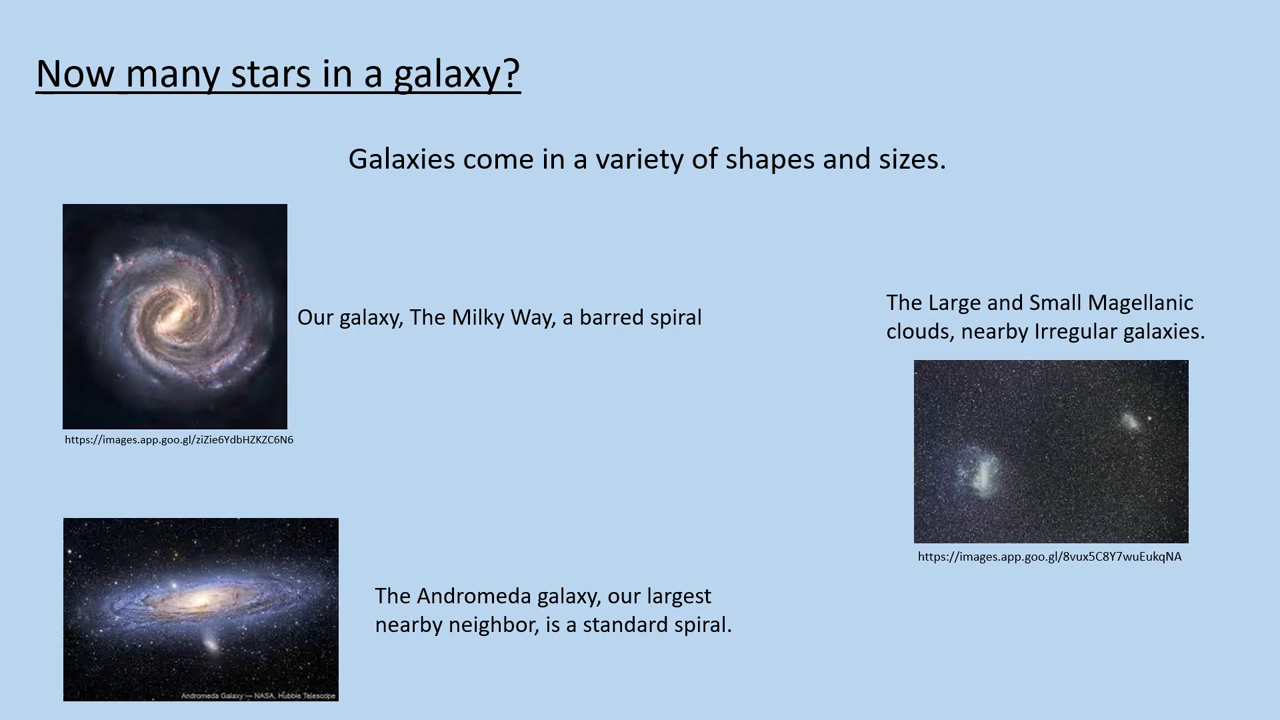 Now many stars in a galaxy?
Galaxies come in a variety of shapes and sizes.
Our galaxy, The Milky Way, a barred spiral
https://images.app.goo.gl/ziZie6YdbHZKZC6N6
The Large and Small Magellanic
clouds, nearby Irregular galaxies.
https://images.app.goo.gl/8vux5C8Y7wuEukqNA
The Andromeda galaxy, our largest
nearby neighbor, is a standard spiral.
Andromeda Galaxy — NASA, Hubble Telescope